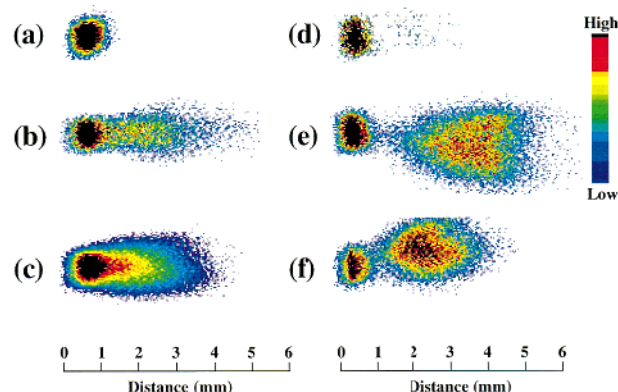 (a)
(d)
High
(b)
(e)
Low
(c)
(f)
0 1 2 3 4 5 6
0 1 2 3 4 5 6
Distance (mm)
Distance (mm)